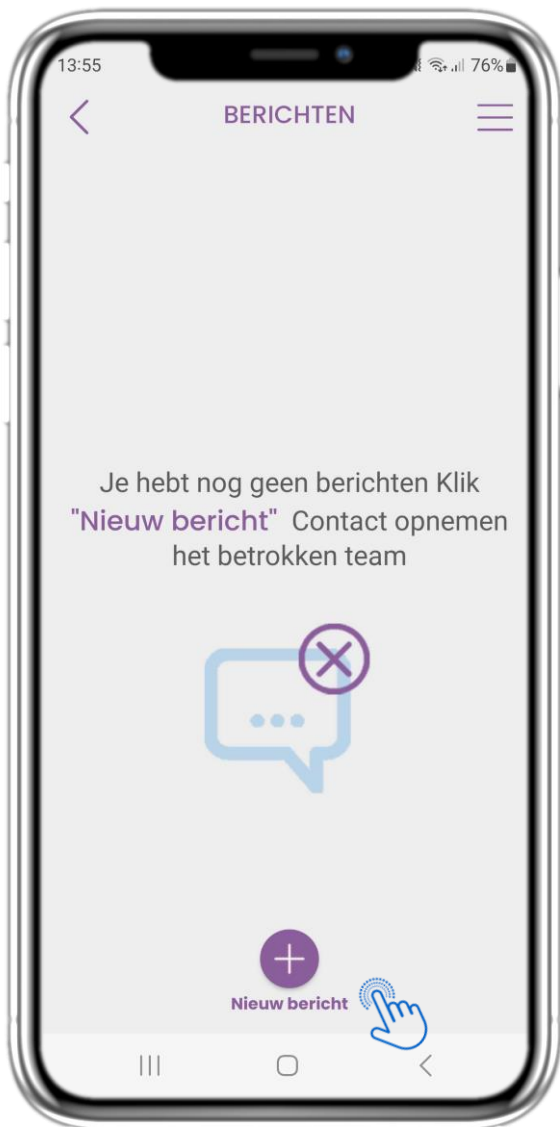 13:55 76%
BERICHTEN
Je hebt nog geen berichten Klik
"Nieuw bericht" Contact opnemen
het betrokken team
Nieuw bericht